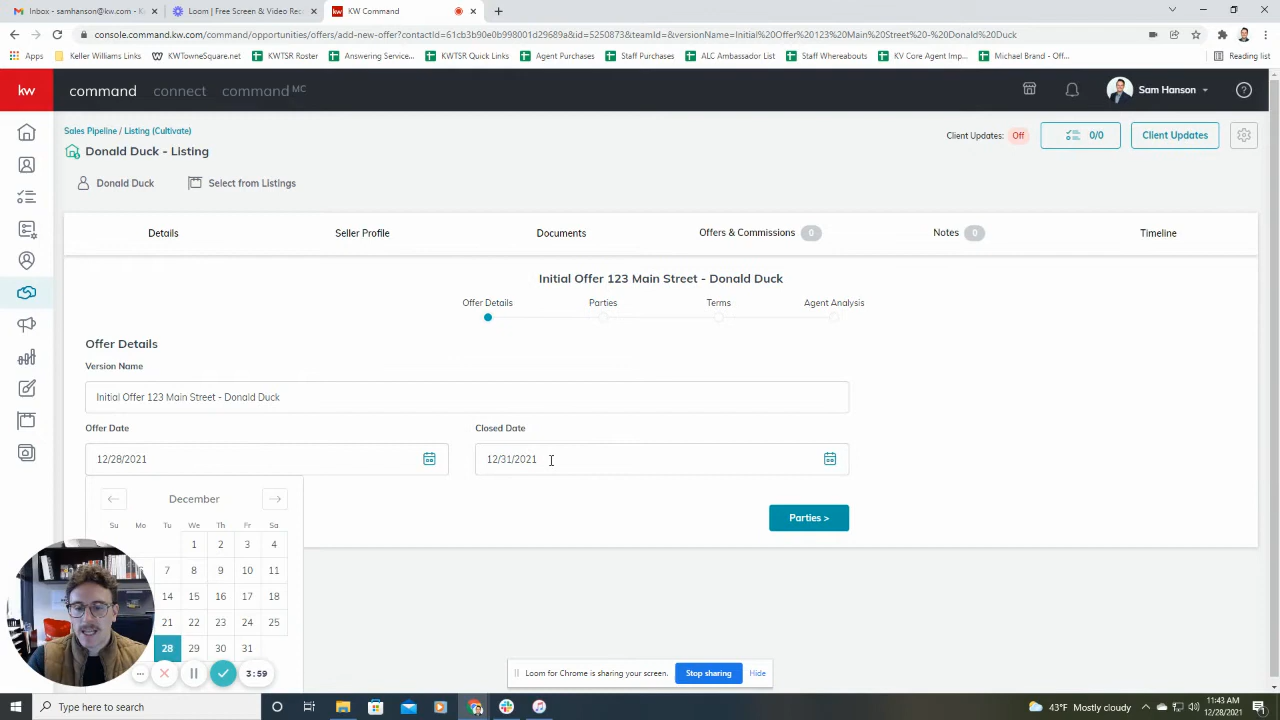 Inbox - samhanson@kw.com - Ke
Loom | Free Screen & Video Rec
KW Command
console.command.kw.com/command/opportunities/offers/add-new-offer?contactId=61cb3b90efbe998001d29689a&id=5250873&teamId=&versionName=Initial%20Offer%20123%20Main%20Street%20-%20Donald%20Duck
Apps
Keller Williams Links
KWTowneSquare.net
KWTSR Roster
Answering Service...
KWTSR Quick Links
Agent Purchases
Staff Purchases
ALC Ambassador List
Staff Whereabouts
KV Core Agent Imp...
Michael Brand - Off...
Reading list
kw
command
connect
command MC
Sam Hanson
Sales Pipeline / Listing (Cultivate)
Client Updates: Off
0/0
Client Updates
Donald Duck - Listing
Donald Duck
Select from Listings
Details
Seller Profile
Documents
Offers & Commissions 0
Notes 0
Timeline
Initial Offer 123 Main Street - Donald Duck
Offer Details
Parties
Terms
Agent Analysis
Offer Details
Version Name
Initial Offer 123 Main Street - Donald Duck
Offer Date
Closed Date
12/28/2021
12/31/2021
December
Su Mo Tu We Th Fr Sa
1 2 3 4
7 8 9 10 11
14 15 16 17 18
21 22 23 24 25
28 29 30 31
Parties >
3:59
Loom for Chrome is sharing your screen.
Stop sharing
Hide
Type here to search
43°F Mostly cloudy
11:43 AM
12/28/2021
1